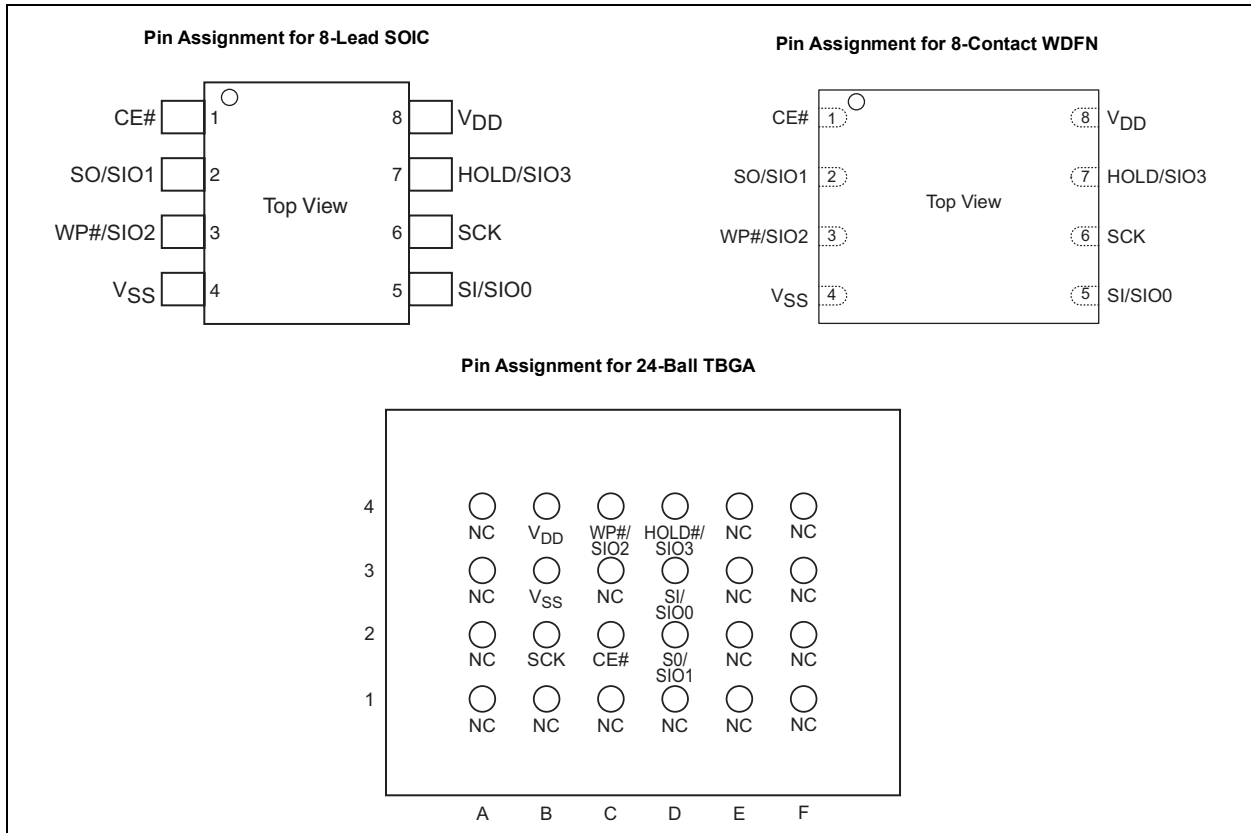 Pin Assignment for 8-Lead SOIC
CE# 1 8 VDD
SO/SIO1 2 7 HOLD/SIO3
Top View
WP#/SIO2 3 6 SCK
VSS 4 5 SI/SIO0
Pin Assignment for 8-Contact WDFN
CE# 1 8 VDD
SO/SIO1 2 7 HOLD/SIO3
Top View
WP#/SIO2 3 6 SCK
VSS 4 5 SI/SIO0
Pin Assignment for 24-Ball TBGA
4
NC VDD WP#/ HOLD#/ NC NC
SIO2 SIO3
3
NC VSS NC SI/ NC NC
SIO0
2
NC SCK CE# S0/ NC NC
SIO1
1
NC NC NC NC NC NC
A B C D E F